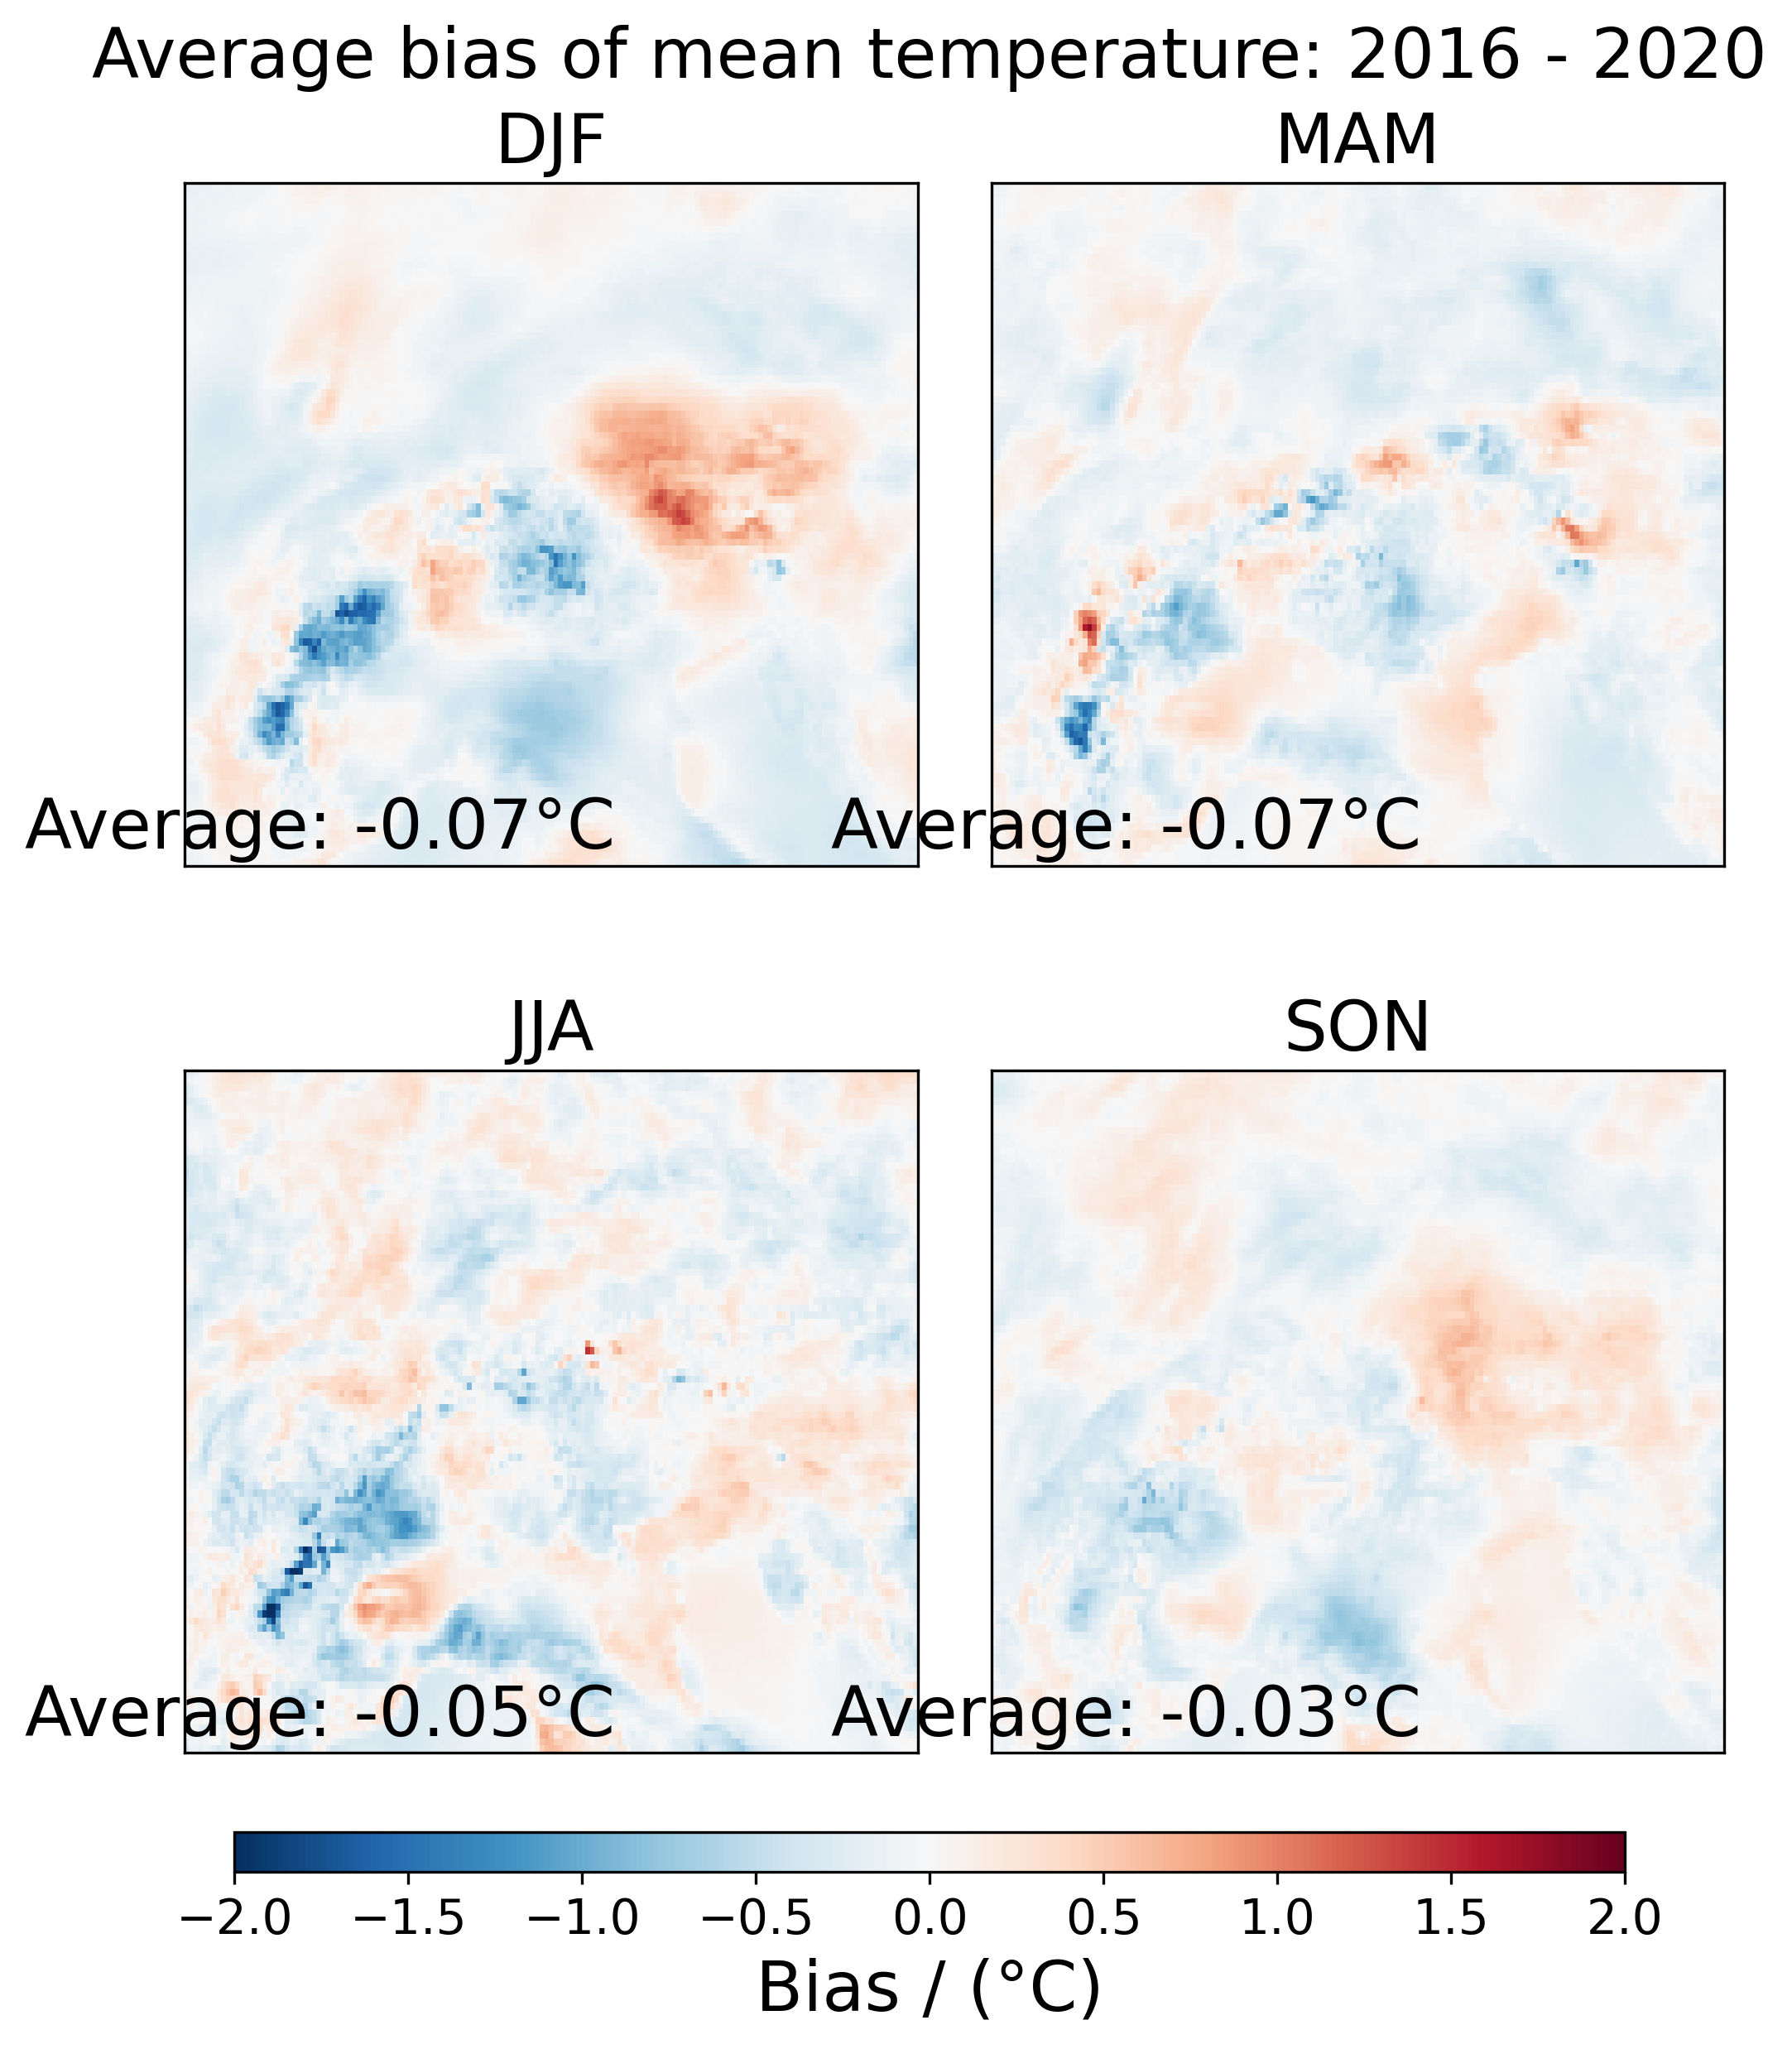 Average bias of mean temperature: 2016 - 2020
DJF
MAM
Average: -0.07°C
Average: -0.07°C
JJA
SON
Average: -0.05°C
Average: -0.03°C
−2.0 −1.5 −1.0 −0.5 0.0 0.5 1.0 1.5 2.0
Bias / (°C)